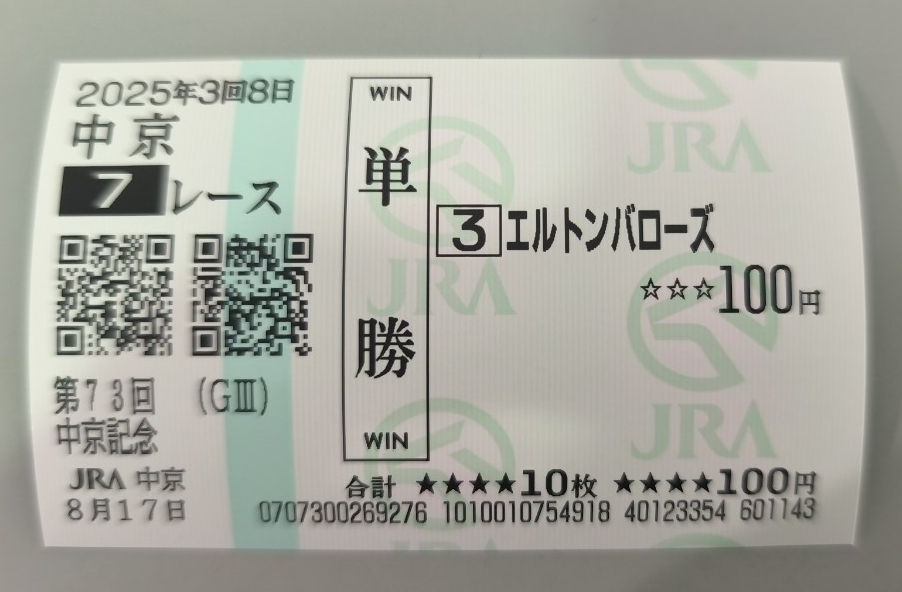 2025年3回8日
中京
7レース
第73回 (GⅢ)
中京記念
JRA 中京
8月17日
WIN
単勝
WIN
3 エルトンバローズ
☆☆☆100円
合計 ★★★★10枚 ★★★★100円
0707300269276 1010010754918 40123354 601143
JRA
JRA
JRA